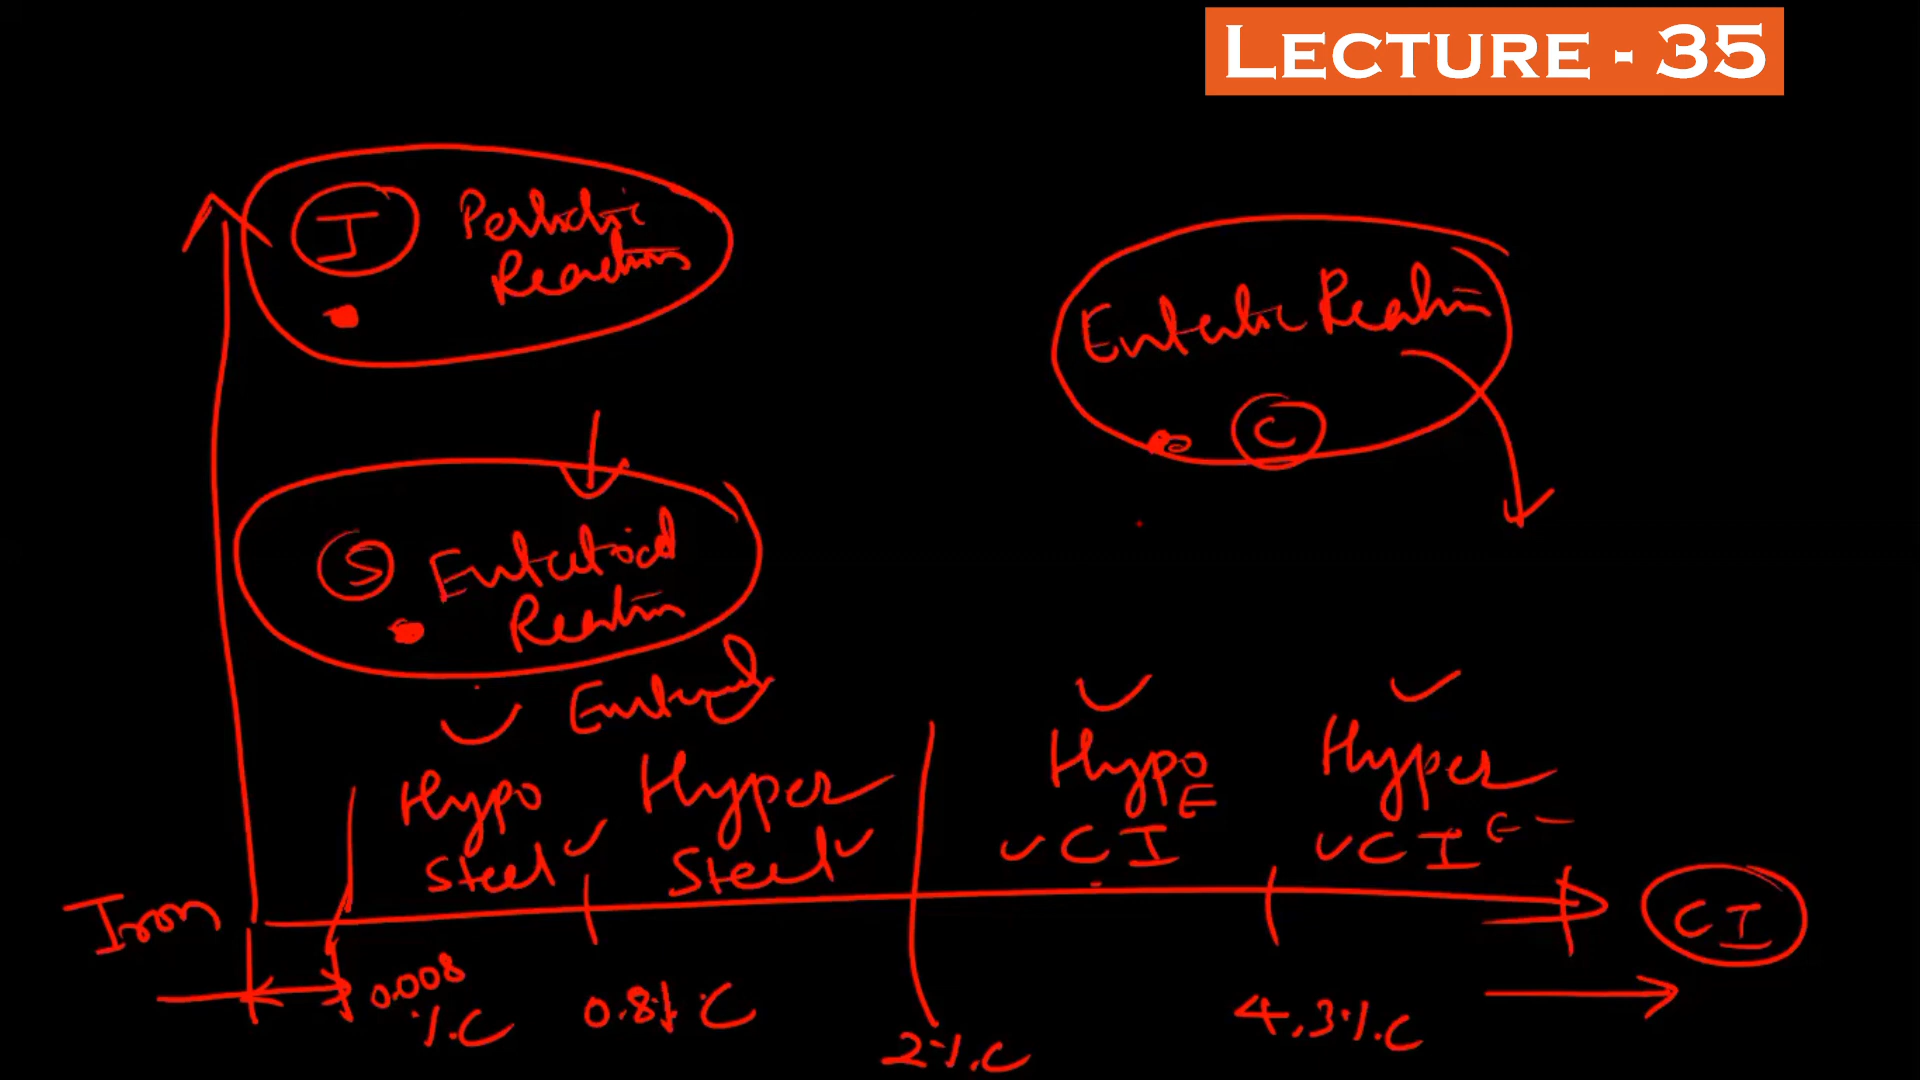 LECTURE - 35
I Peritectic
Reaction
Eutectic Reaction
C
S Eutectoid
Reaction
Hypo Hyper
Steel Steel
Hypo E Hyper
CI CI E
Iron
CI
0.008
%C
0.8% C
2%.C
4.3%.C